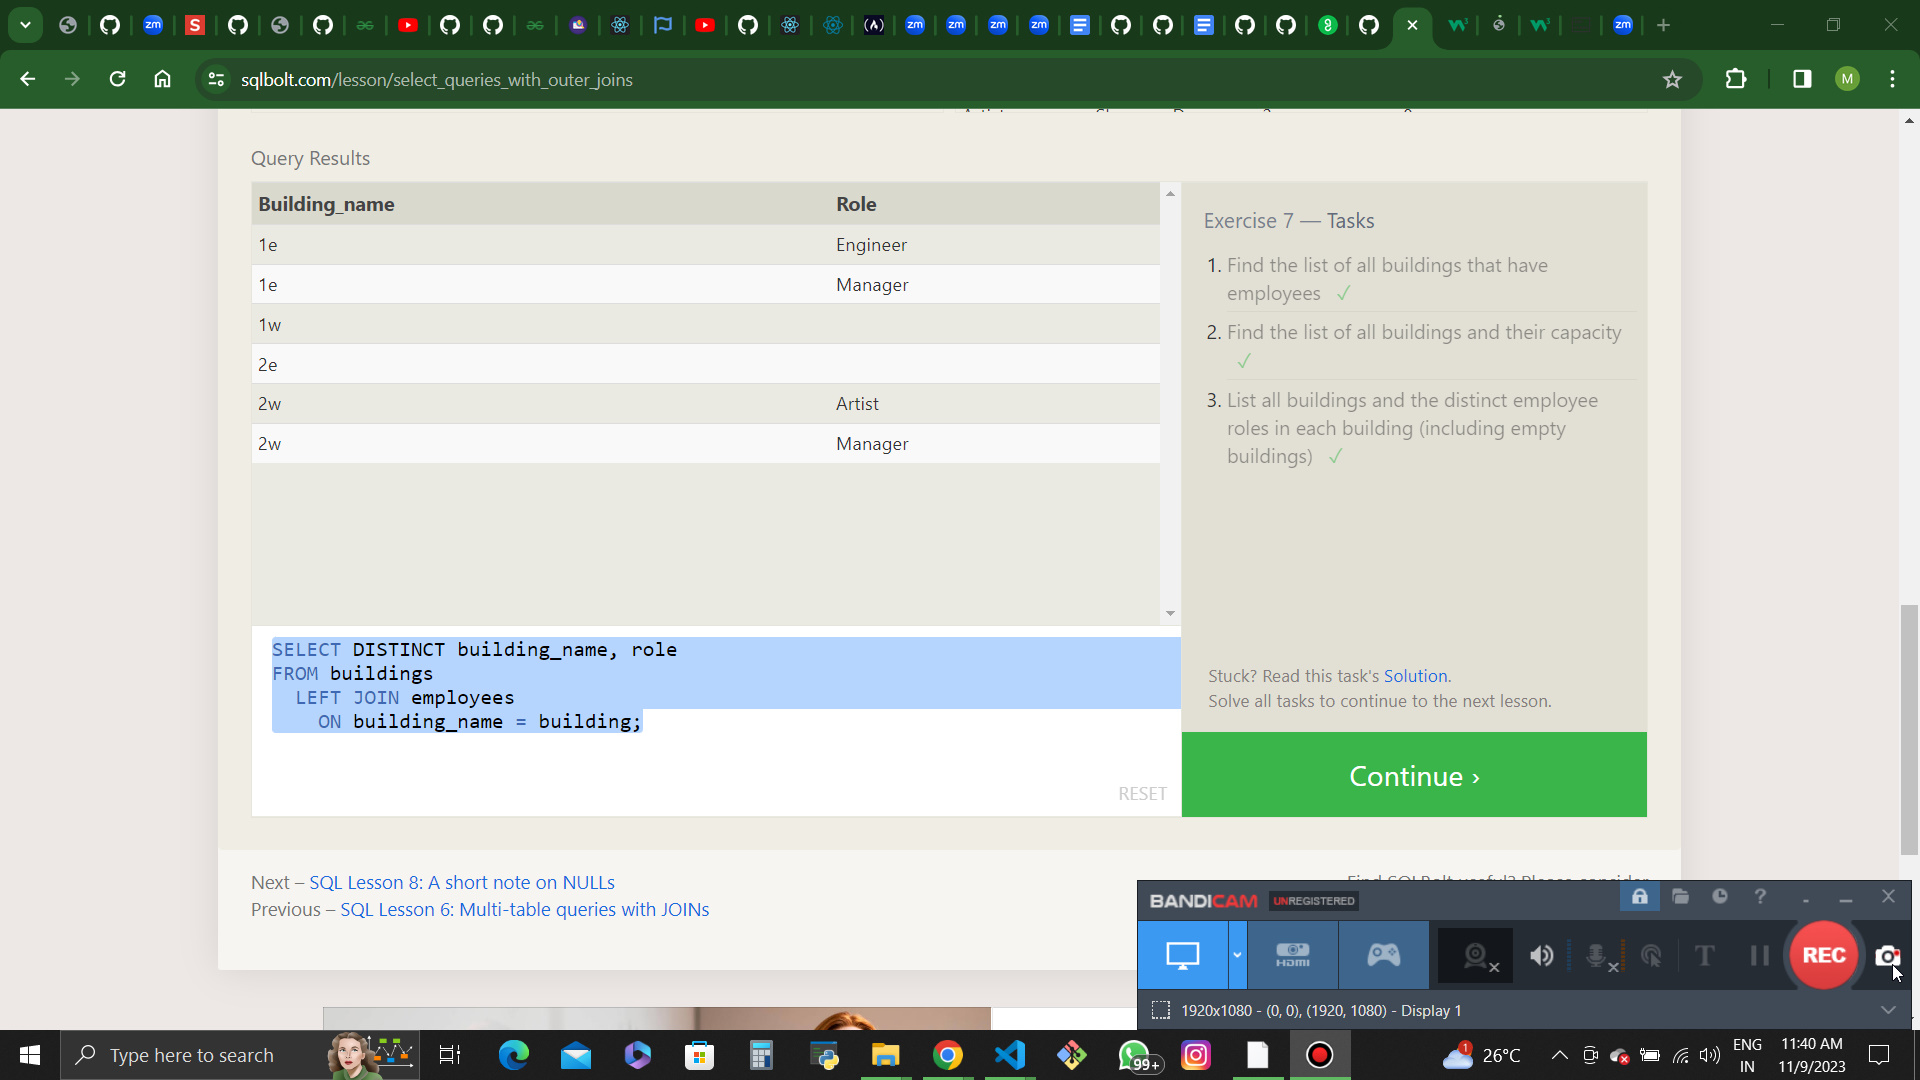 sqlbolt.com/lesson/select_queries_with_outer_joins
M
Query Results
Building_name Role
1e Engineer
1e Manager
1w
2e
2w Artist
2w Manager
Exercise 7 — Tasks
1. Find the list of all buildings that have
employees ✓
2. Find the list of all buildings and their capacity
✓
3. List all buildings and the distinct employee
roles in each building (including empty
buildings) ✓
SELECT DISTINCT building_name, role
FROM buildings
LEFT JOIN employees
ON building_name = building;
RESET
Stuck? Read this task's Solution.
Solve all tasks to continue to the next lesson.
Continue ›
Next – SQL Lesson 8: A short note on NULLs
Previous – SQL Lesson 6: Multi-table queries with JOINs
BANDICAM UNREGISTERED
HDMI
REC
1920x1080 - (0, 0), (1920, 1080) - Display 1
Type here to search
99+
1
26°C
ENG
IN
11:40 AM
11/9/2023